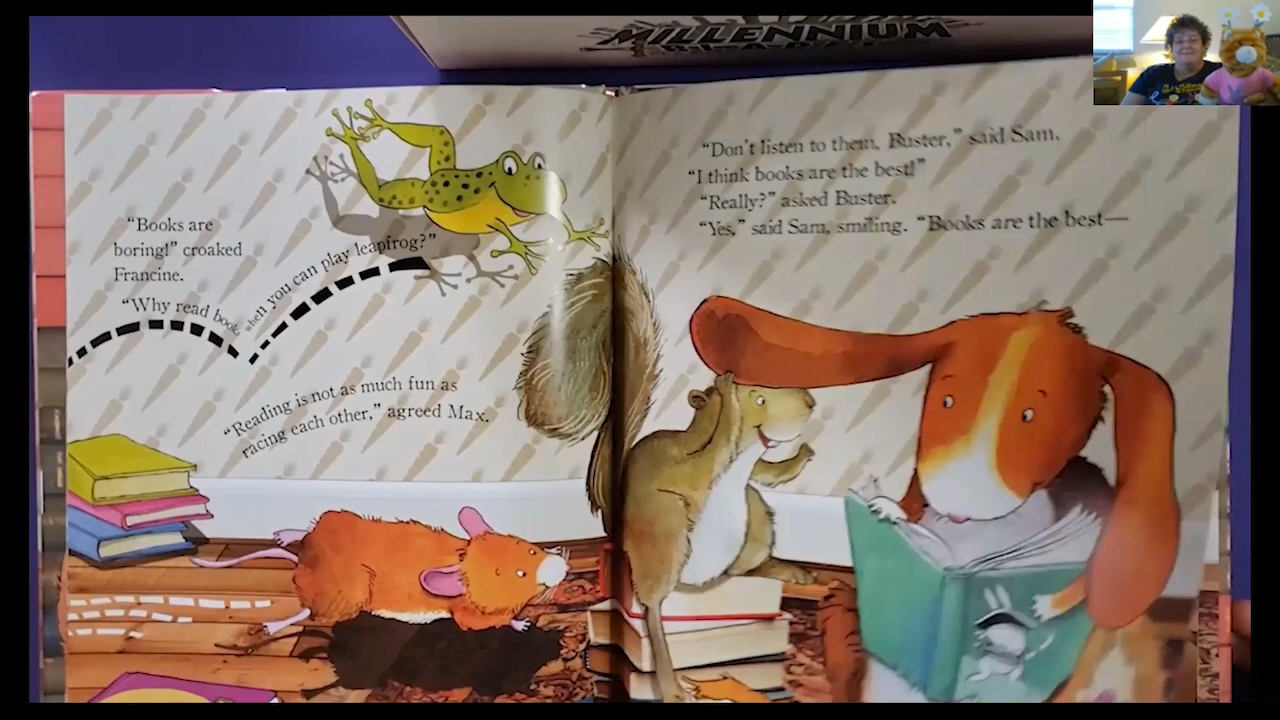 MILLENNIUM
"Books are
boring!" croaked
Francine.
"Why read books when you can play leapfrog?"
"Reading is not as much fun as
racing each other," agreed Max.
"Don't listen to them, Buster," said Sam.
"I think books are the best!"
"Really?" asked Buster.
"Yes," said Sam, smiling. "Books are the best—